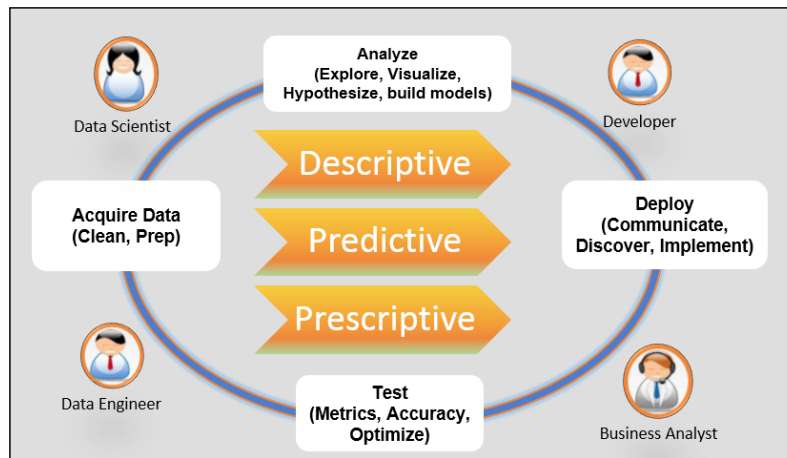 Analyze
(Explore, Visualize,
Hypothesize, build models)
Data Scientist
Developer
Descriptive
Acquire Data
(Clean, Prep)
Predictive
Deploy
(Communicate,
Discover, Implement)
Prescriptive
Data Engineer
Test
(Metrics, Accuracy,
Optimize)
Business Analyst